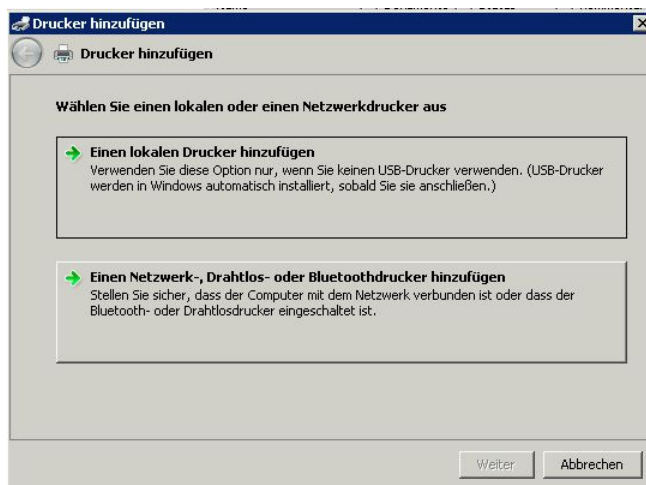 Drucker hinzufügen
Drucker hinzufügen
Wählen Sie einen lokalen oder einen Netzwerkdrucker aus
Einen lokalen Drucker hinzufügen
Verwenden Sie diese Option nur, wenn Sie keinen USB-Drucker verwenden. (USB-Drucker
werden in Windows automatisch installiert, sobald Sie sie anschließen.)
Einen Netzwerk-, Drahtlos- oder Bluetoothdrucker hinzufügen
Stellen Sie sicher, dass der Computer mit dem Netzwerk verbunden ist oder dass der
Bluetooth- oder Drahtlosdrucker eingeschaltet ist.
Weiter
Abbrechen